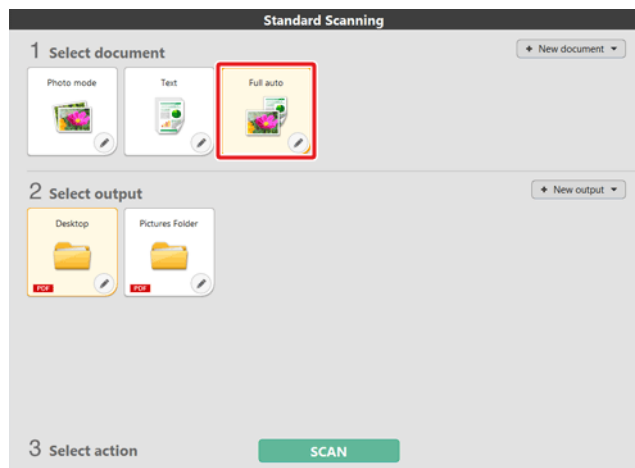 Standard Scanning
1 Select document
+ New document
Photo mode
Text
Full auto
2 Select output
+ New output
Desktop
Pictures Folder
PDF
PDF
3 Select action
SCAN